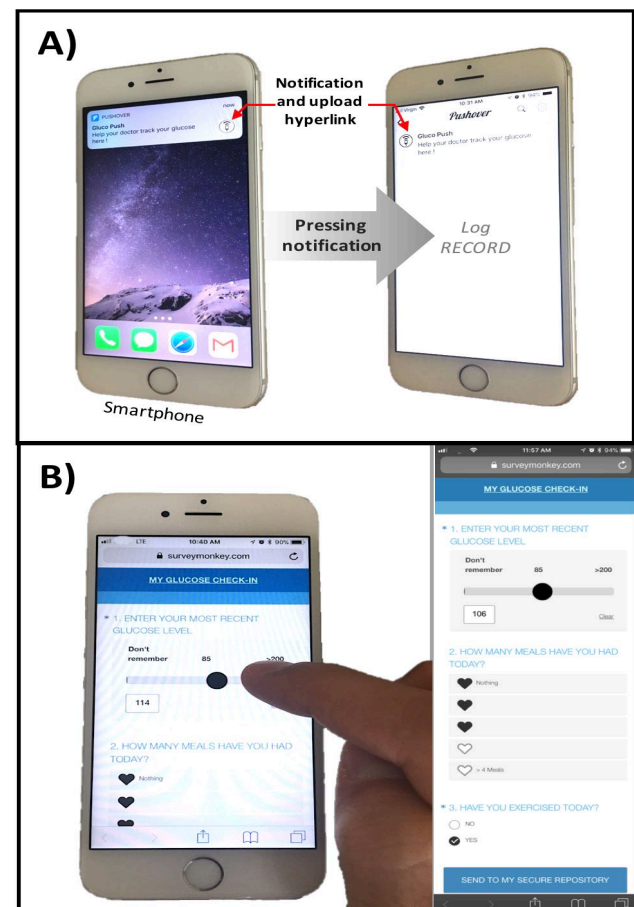 A)
PUSHOVER
now
Gluco Push
Help your doctor track your glucose
here !
Smartphone
Notification
and upload
hyperlink
Pressing
notification
Virgin
10:31 AM
94%
Pushover
Gluco Push
Help your doctor track your glucose
here !
Log
RECORD
B)
LTE
10:40 AM
90%
surveymonkey.com
MY GLUCOSE CHECK-IN
* 1. ENTER YOUR MOST RECENT
GLUCOSE LEVEL
Don't
remember
85
>200
114
2. HOW MANY MEALS HAVE YOU HAD
TODAY?
Nothing
11:57 AM
94%
surveymonkey.com
MY GLUCOSE CHECK-IN
* 1. ENTER YOUR MOST RECENT
GLUCOSE LEVEL
Don't
remember
85
>200
106
Clear
2. HOW MANY MEALS HAVE YOU HAD
TODAY?
Nothing
> 4 Meals
* 3. HAVE YOU EXERCISED TODAY?
NO
YES
SEND TO MY SECURE REPOSITORY